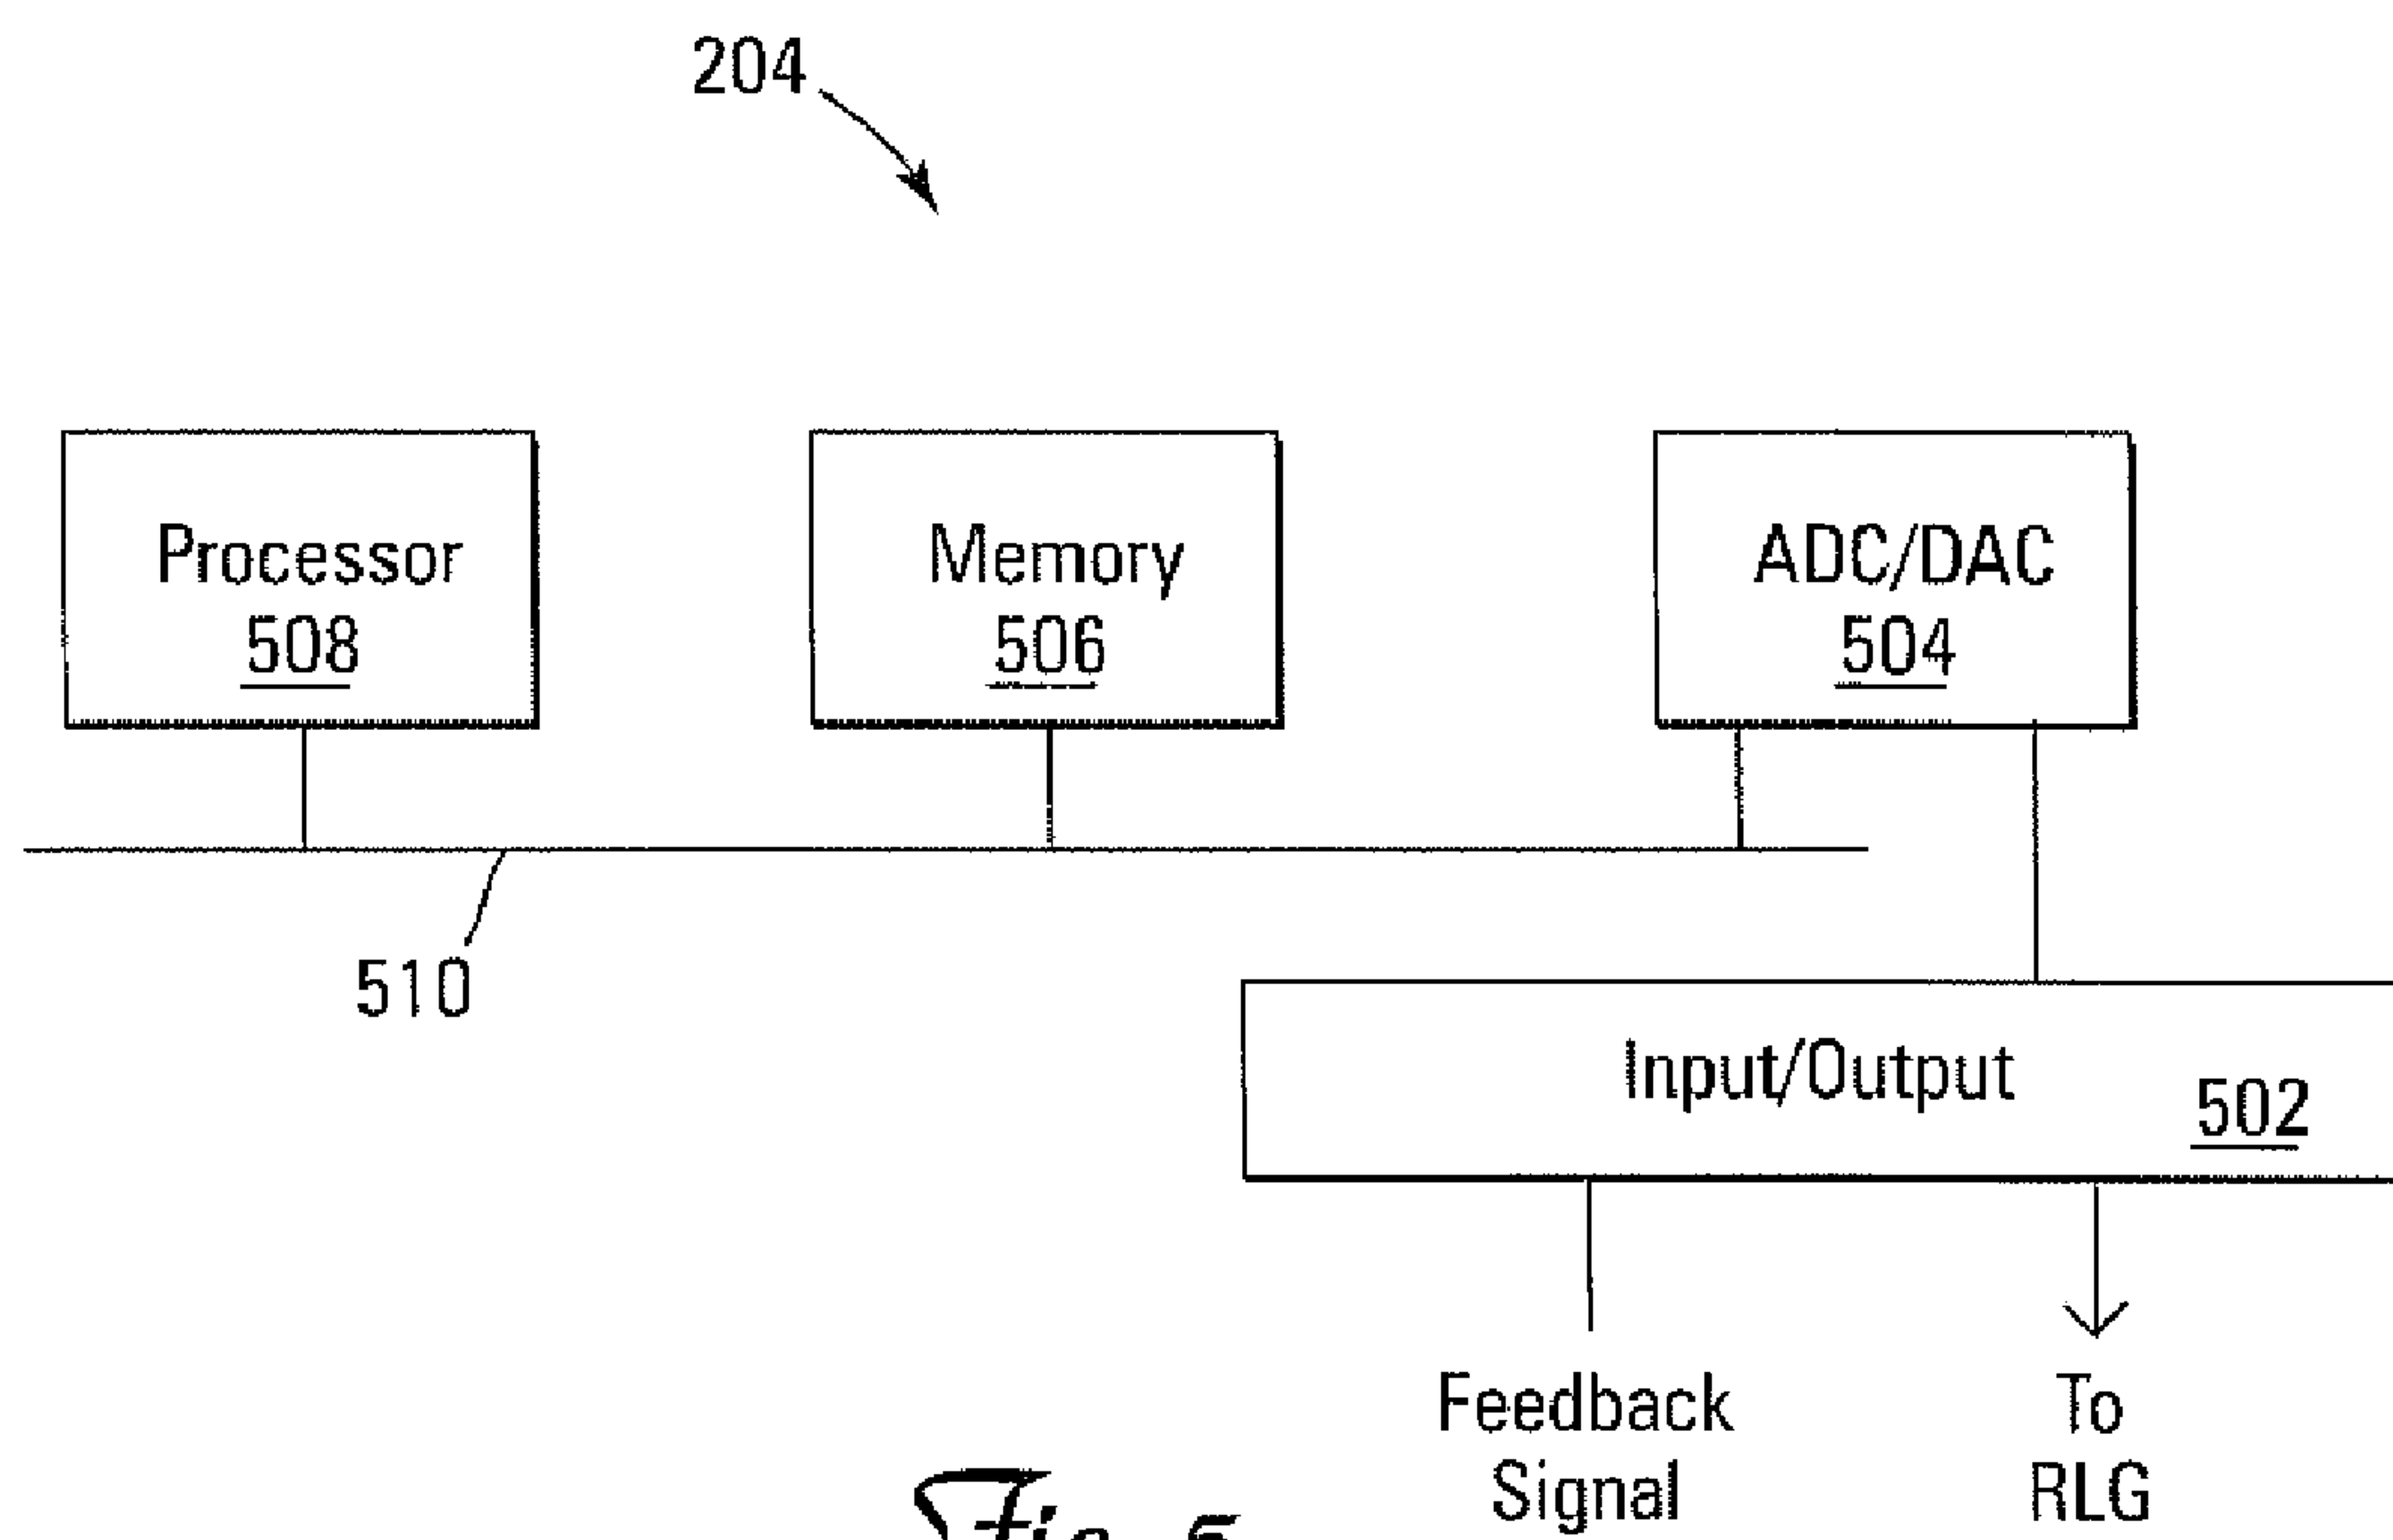 204
Processor
508
Memory
506
ADC/DAC
504
510
Input/Output
502
Feedback
Signal
To
RLG